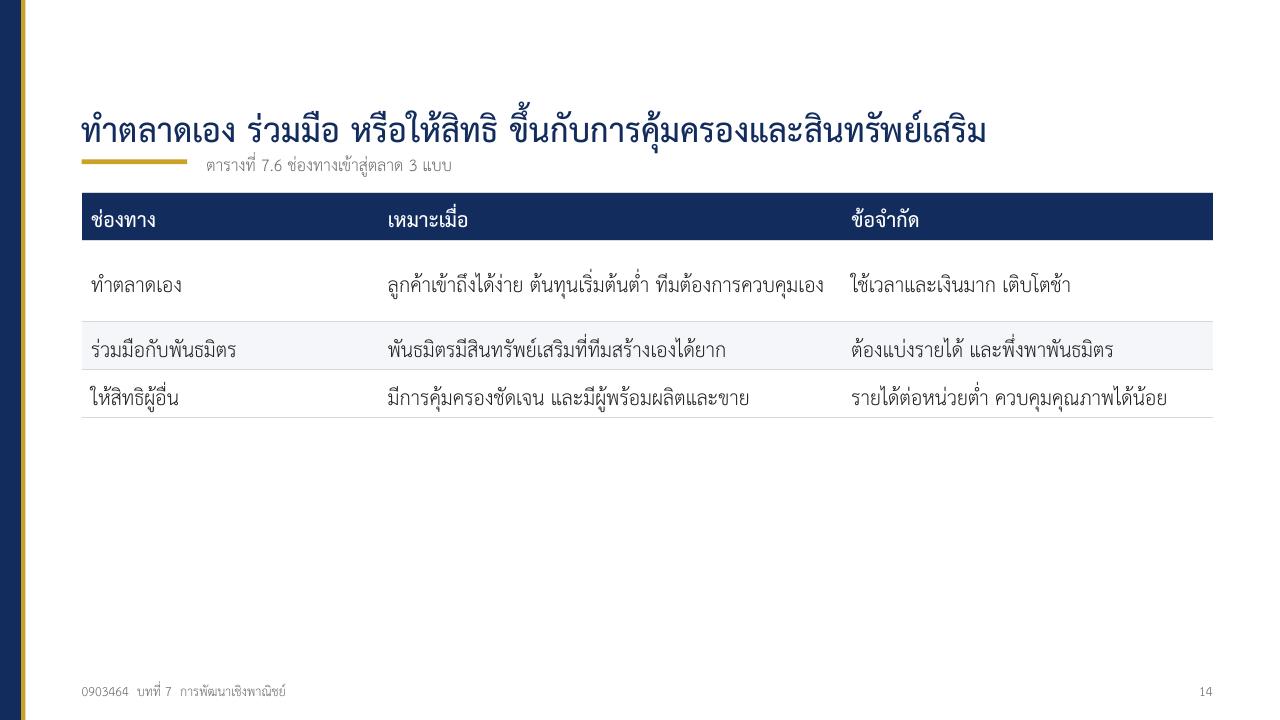 ทำตลาดเอง ร่วมมือ หรือให้สิทธิ ขึ้นกับการคุ้มครองและสินทรัพย์เสริม
ตารางที่ 7.6 ช่องทางเข้าสู่ตลาด 3 แบบ
ช่องทาง เหมาะเมื่อ ข้อจำกัด
ทำตลาดเอง ลูกค้าเข้าถึงได้ง่าย ต้นทุนเริ่มต้นต่ำ ทีมต้องการควบคุมเอง ใช้เวลาและเงินมาก เติบโตช้า
ร่วมมือกับพันธมิตร พันธมิตรมีสินทรัพย์เสริมที่ทีมสร้างเองได้ยาก ต้องแบ่งรายได้ และพึ่งพาพันธมิตร
ให้สิทธิผู้อื่น มีการคุ้มครองชัดเจน และมีผู้พร้อมผลิตและขาย รายได้ต่อหน่วยต่ำ ควบคุมคุณภาพได้น้อย
0903464 บทที่ 7 การพัฒนาเชิงพาณิชย์ 14